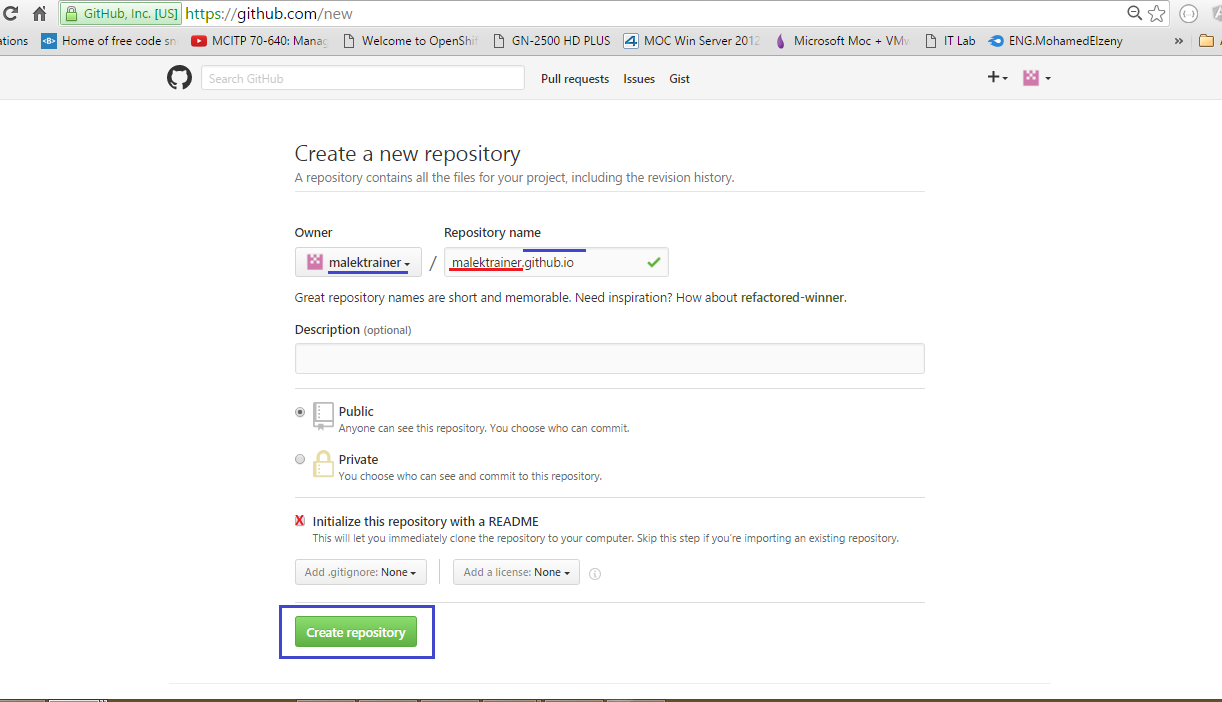 GitHub, Inc. [US] https://github.com/new
ations Home of free code sn MCITP 70-640: Manag Welcome to OpenShif GN-2500 HD PLUS MOC Win Server 2012 Microsoft Moc + VMw IT Lab ENG.MohamedElzeny »
Search GitHub Pull requests Issues Gist
Create a new repository
A repository contains all the files for your project, including the revision history.
Owner Repository name
malektrainer / malektrainer.github.io
Great repository names are short and memorable. Need inspiration? How about refactored-winner.
Description (optional)
Public
Anyone can see this repository. You choose who can commit.
Private
You choose who can see and commit to this repository.
X Initialize this repository with a README
This will let you immediately clone the repository to your computer. Skip this step if you're importing an existing repository.
Add .gitignore: None Add a license: None
Create repository